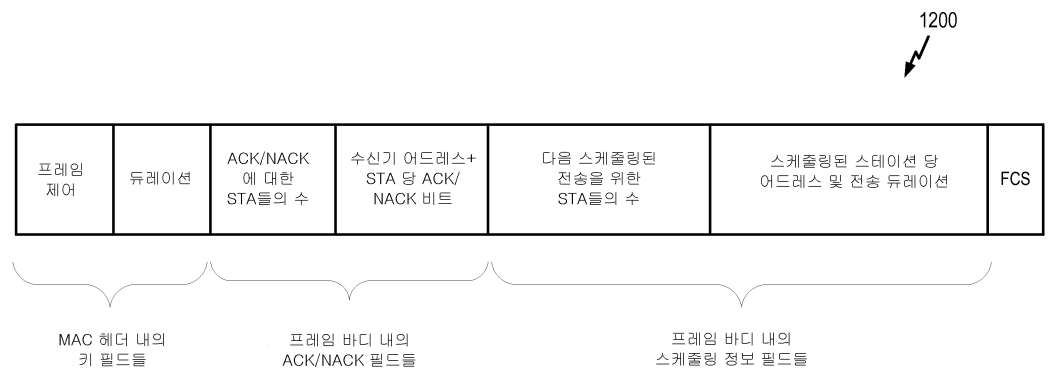 1200
프레임
제어
듀레이션
ACK/NACK
에 대한
STA들의 수
수신기 어드레스+
STA 당 ACK/
NACK 비트
다음 스케줄링된
전송을 위한
STA들의 수
스케줄링된 스테이션 당
어드레스 및 전송 듀레이션
FCS
MAC 헤더 내의
키 필드들
프레임 바디 내의
ACK/NACK 필드들
프레임 바디 내의
스케줄링 정보 필드들